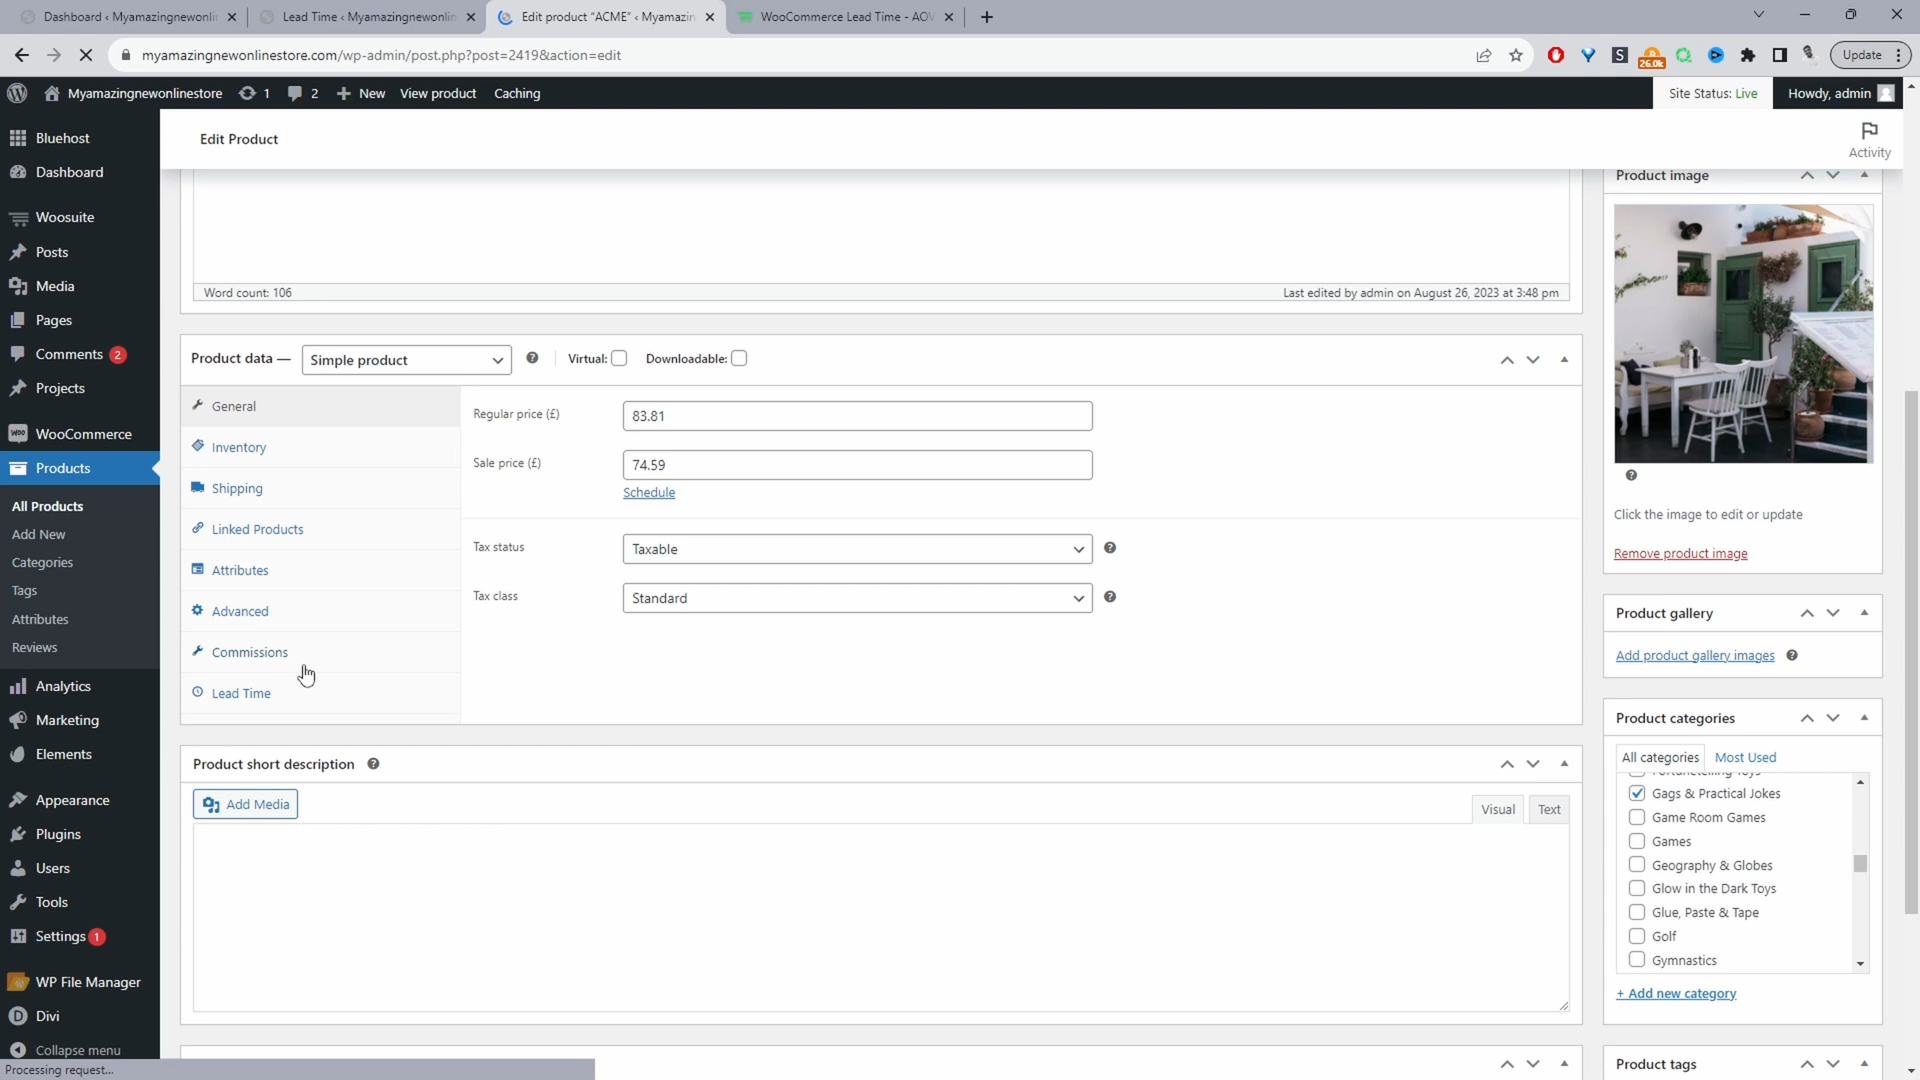 Dashboard ‹ Myamazingnewonli
Lead Time ‹ Myamazingnewonlin
Edit product "ACME" ‹ Myamazin
WooCommerce Lead Time - AOV
myamazingnewonlinestore.com/wp-admin/post.php?post=2419&action=edit
26.0k
Update
Myamazingnewonlinestore
1
2
New
View product
Caching
Site Status: Live
Howdy, admin
Bluehost
Dashboard
Woosuite
Posts
Media
Pages
Comments 2
Projects
WooCommerce
Products
All Products
Add New
Categories
Tags
Attributes
Reviews
Analytics
Marketing
Elements
Appearance
Plugins
Users
Tools
Settings 1
WP File Manager
Divi
Collapse menu
Processing request...
Edit Product
Activity
Word count: 106
Last edited by admin on August 26, 2023 at 3:48 pm
Product data —
Simple product
Virtual:
Downloadable:
General
Inventory
Shipping
Linked Products
Attributes
Advanced
Commissions
Lead Time
Regular price (£)
83.81
Sale price (£)
74.59
Schedule
Tax status
Taxable
Tax class
Standard
Product short description
Add Media
Visual
Text
Product image
Click the image to edit or update
Remove product image
Product gallery
Add product gallery images
Product categories
All categories
Most Used
Gags & Practical Jokes
Game Room Games
Games
Geography & Globes
Glow in the Dark Toys
Glue, Paste & Tape
Golf
Gymnastics
+ Add new category
Product tags